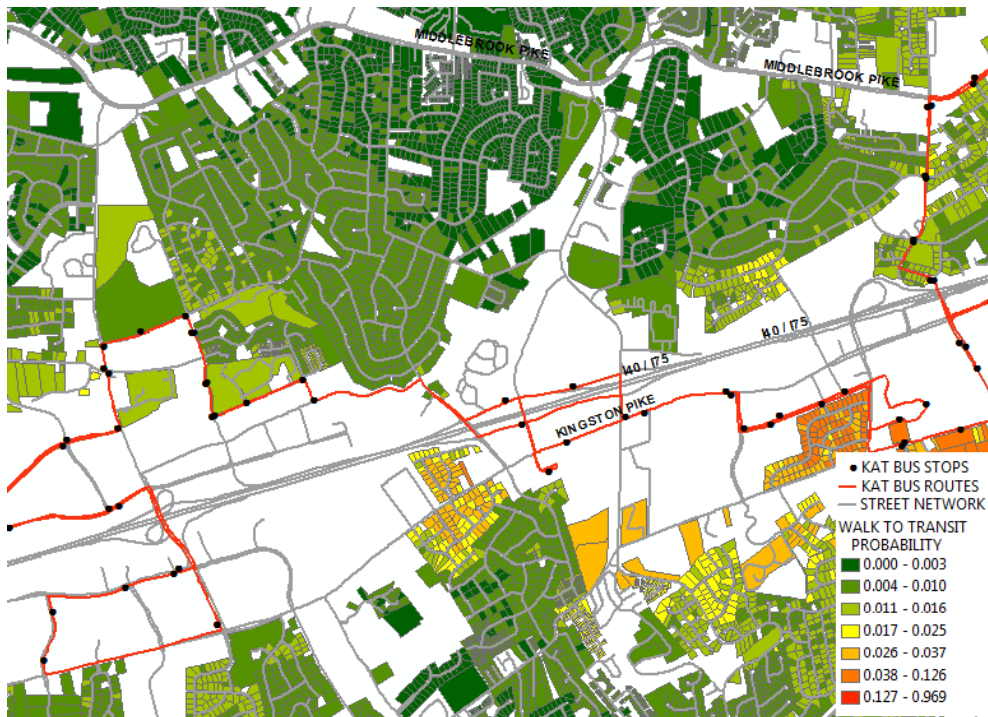 MIDDLEBROOK PIKE
MIDDLEBROOK PIKE
I40 / I75
I40 / I75
KINGSTON PIKE
KAT BUS STOPS
KAT BUS ROUTES
STREET NETWORK
WALK TO TRANSIT
PROBABILITY
0.000 - 0.003
0.004 - 0.010
0.011 - 0.016
0.017 - 0.025
0.026 - 0.037
0.038 - 0.126
0.127 - 0.969